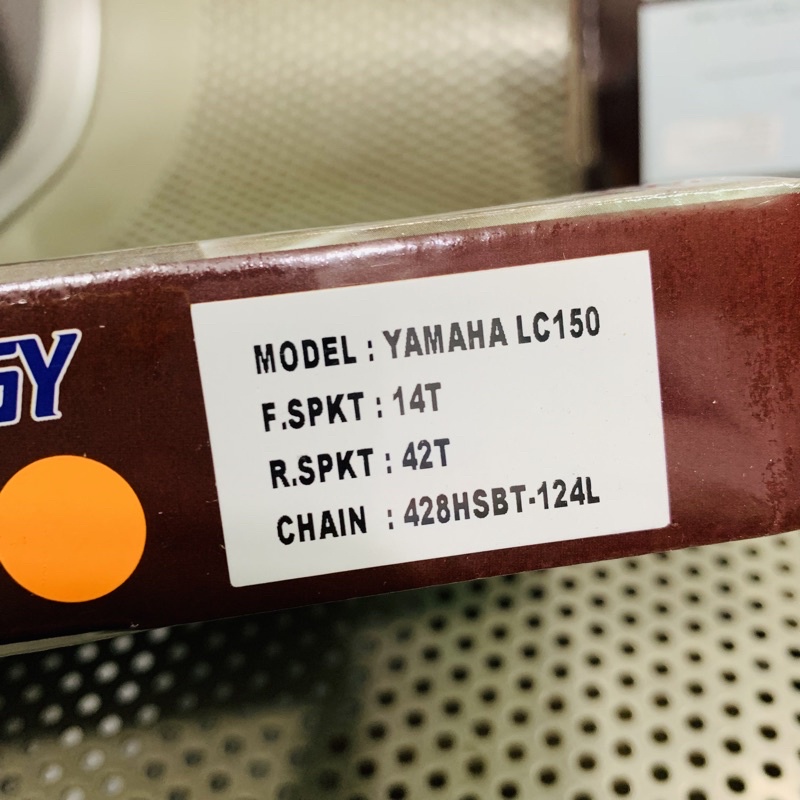 GY
MODEL : YAMAHA LC150
F.SPKT : 14T
R.SPKT : 42T
CHAIN : 428HSBT-124L